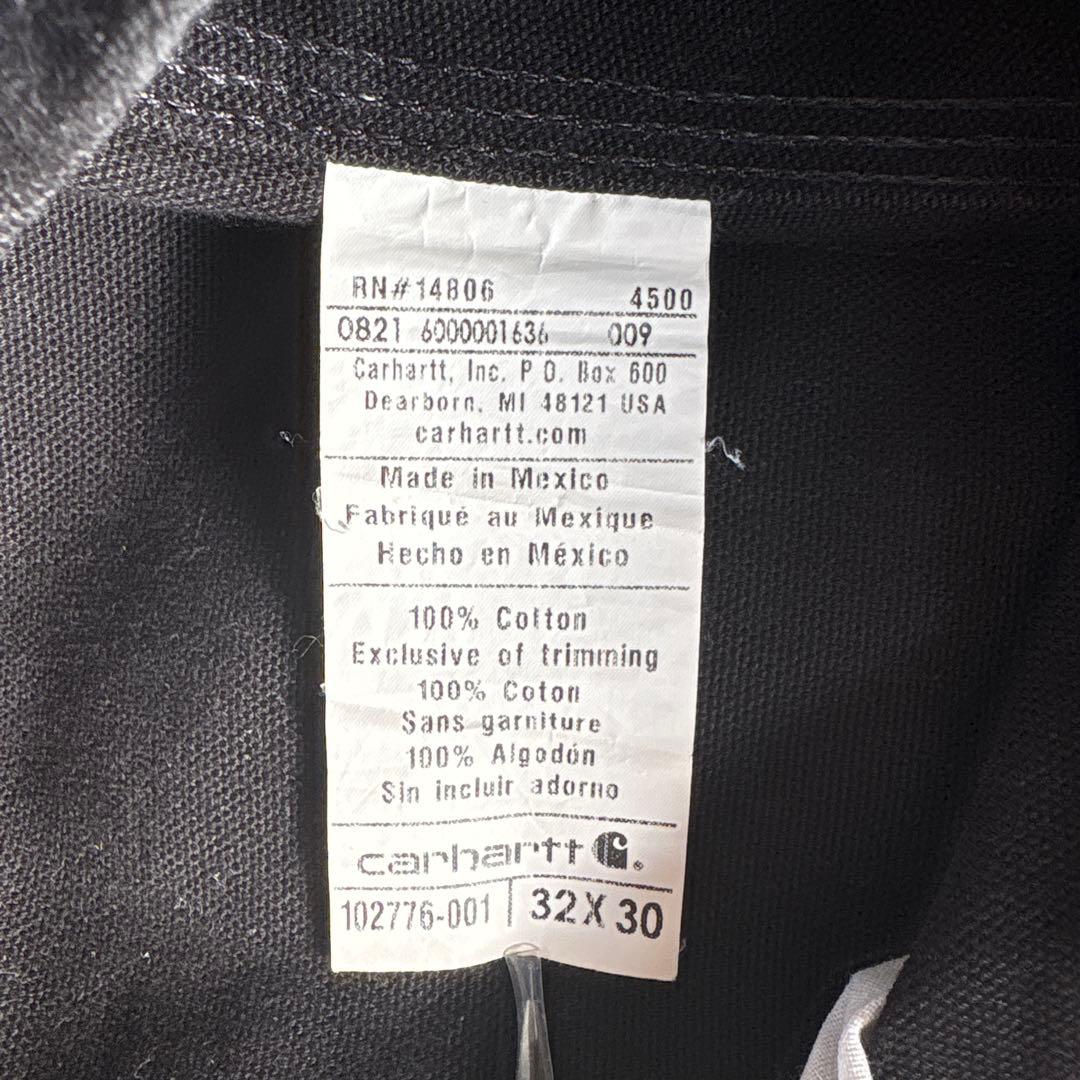 RN#14806 4500
0821 6000001636 009
Carhartt, Inc. P O. Box 600
Dearborn, MI 48121 USA
carhartt.com
Made in Mexico
Fabriqué au Mexique
Hecho en México
100% Cotton
Exclusive of trimming
100% Coton
Sans garniture
100% Algodón
Sin incluir adorno
carhartt ®
102776-001 32X30